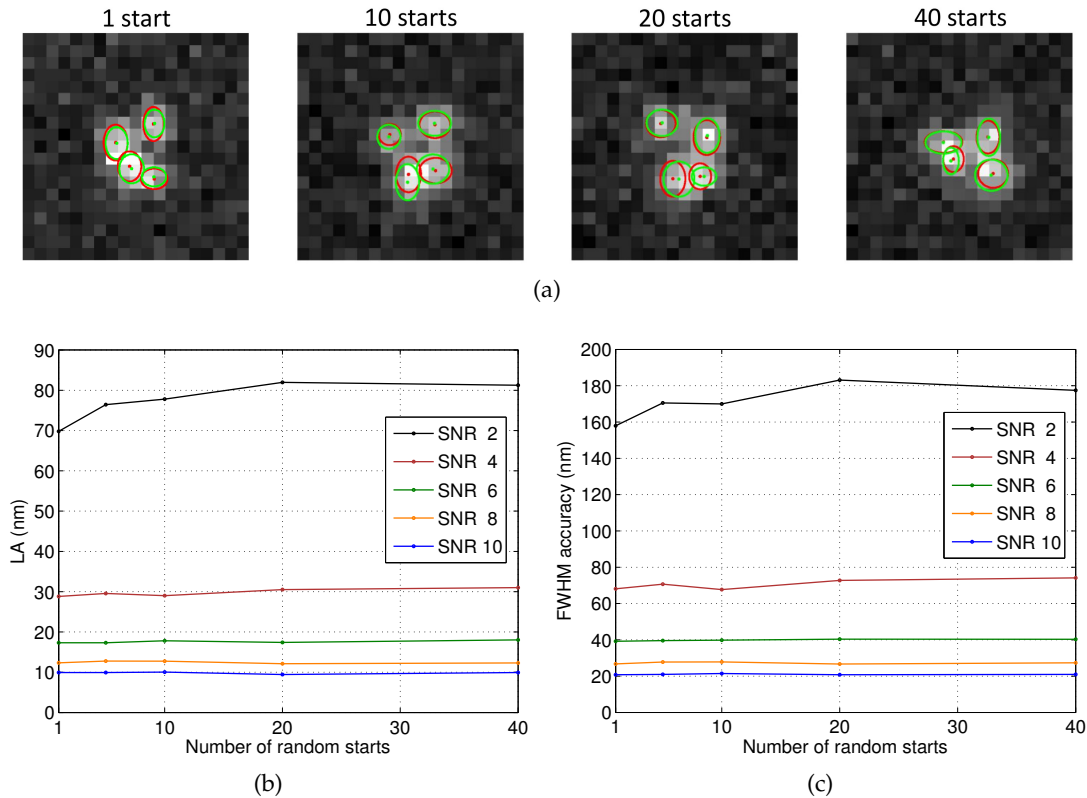 1 start
10 starts
20 starts
40 starts
(a)
90
80
70
60
50
40
30
20
10
0
LA (nm)
SNR 2
SNR 4
SNR 6
SNR 8
SNR 10
1
10
20
30
40
Number of random starts
(b)
200
180
160
140
120
100
80
60
40
20
0
FWHM accuracy (nm)
SNR 2
SNR 4
SNR 6
SNR 8
SNR 10
1
10
20
30
40
Number of random starts
(c)